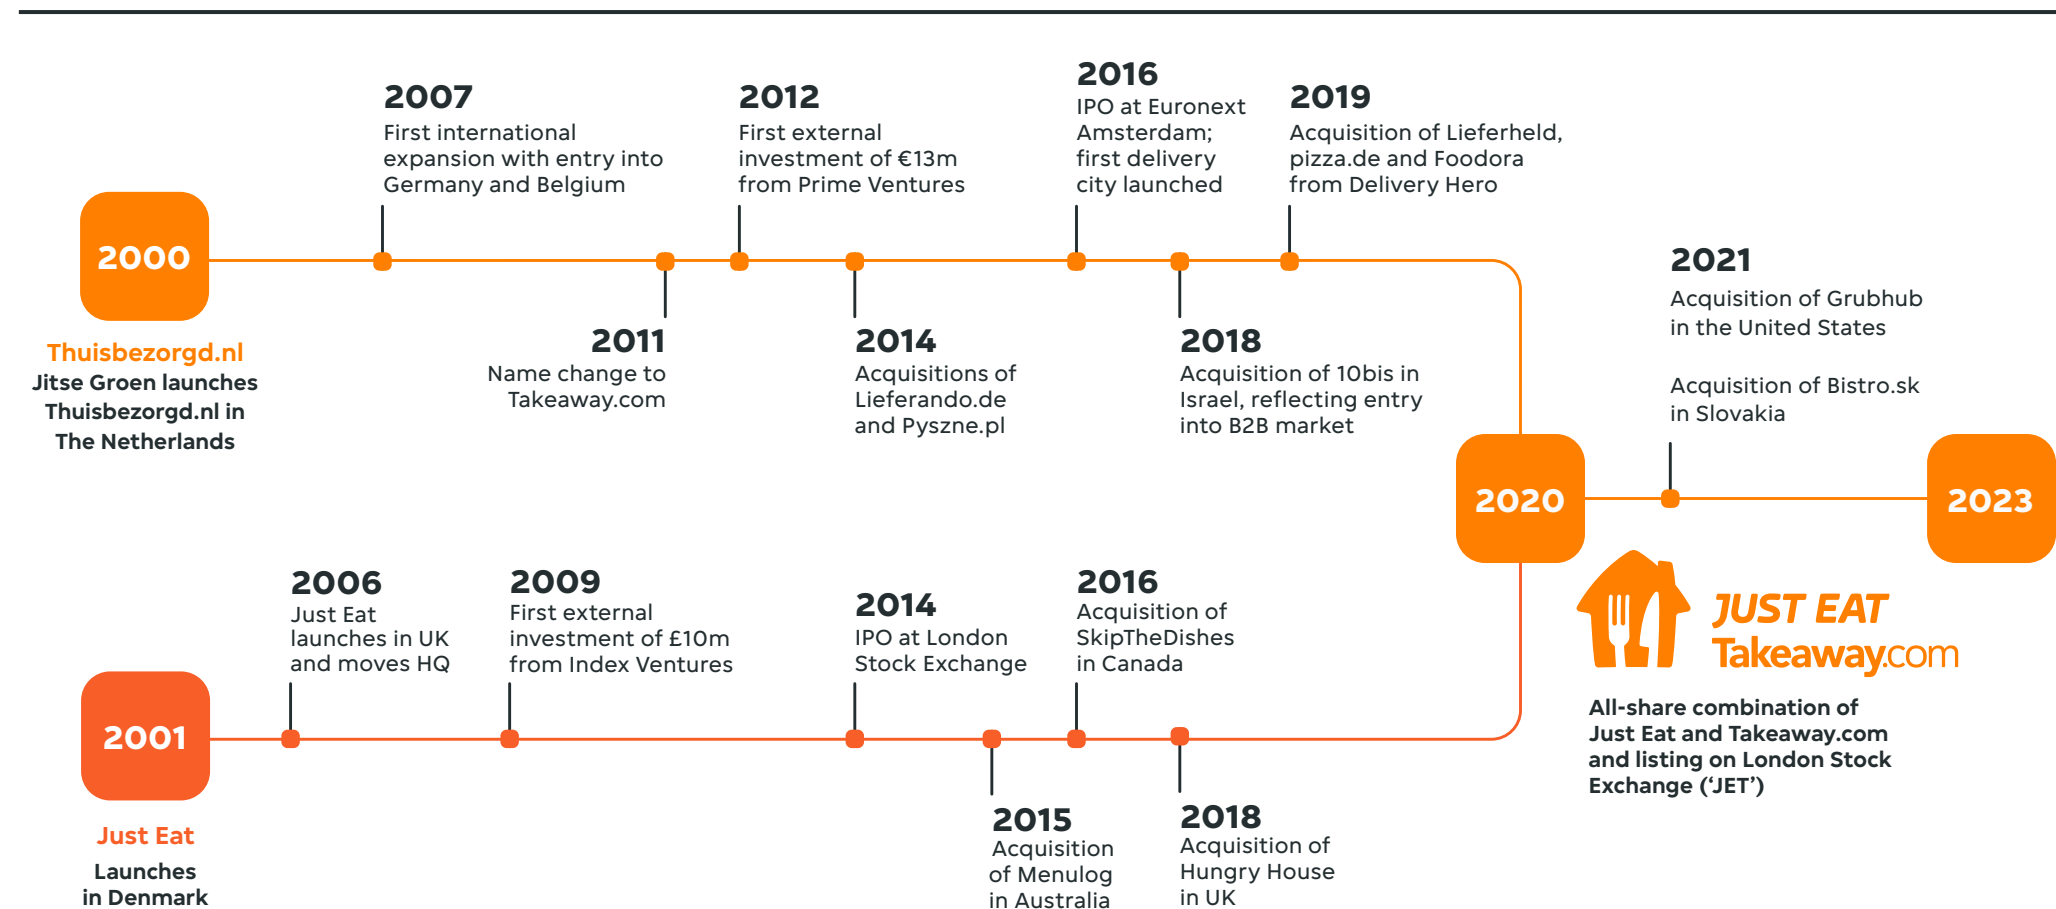 2000
Thuisbezorgd.nl
Jitse Groen launches
Thuisbezorgd.nl in
The Netherlands
2007
First international
expansion with entry into
Germany and Belgium
2011
Name change to
Takeaway.com
2012
First external
investment of €13m
from Prime Ventures
2014
Acquisitions of
Lieferando.de
and Pyszne.pl
2016
IPO at Euronext
Amsterdam;
first delivery
city launched
2018
Acquisition of 10bis in
Israel, reflecting entry
into B2B market
2019
Acquisition of Lieferheld,
pizza.de and Foodora
from Delivery Hero
2001
Just Eat
Launches
in Denmark
2006
Just Eat
launches in UK
and moves HQ
2009
First external
investment of £10m
from Index Ventures
2014
IPO at London
Stock Exchange
2015
Acquisition
of Menulog
in Australia
2016
Acquisition of
SkipTheDishes
in Canada
2018
Acquisition of
Hungry House
in UK
2020
JUST EAT
Takeaway.com
All-share combination of
Just Eat and Takeaway.com
and listing on London Stock
Exchange (‘JET’)
2021
Acquisition of Grubhub
in the United States
Acquisition of Bistro.sk
in Slovakia
2023